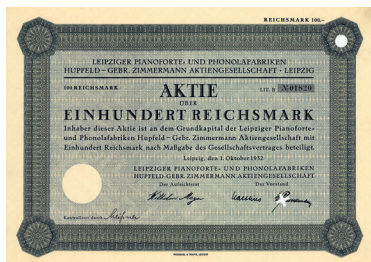 REICHSMARK 100.–
LEIPZIGER PIANOFORTE= UND PHONOLAFABRIKEN
HUPFELD – GEBR. ZIMMERMANN AKTIENGESELLSCHAFT · LEIPZIG
100 REICHSMARK
AKTIE
LIT. B №01820
ÜBER
EINHUNDERT REICHSMARK
Inhaber dieser Aktie ist an dem Grundkapital der Leipziger Pianoforte=
und Phonolafabriken Hupfeld – Gebr. Zimmermann Aktiengesellschaft mit
Einhundert Reichsmark nach Maßgabe des Gesellschaftsvertrages beteiligt.
Leipzig, den 1. Oktober 1932
LEIPZIGER PIANOFORTE= UND PHONOLAFABRIKEN
HUPFELD-GEBR. ZIMMERMANN AKTIENGESELLSCHAFT
Der Aufsichtsrat
Der Vorstand
Kontrolliert durch